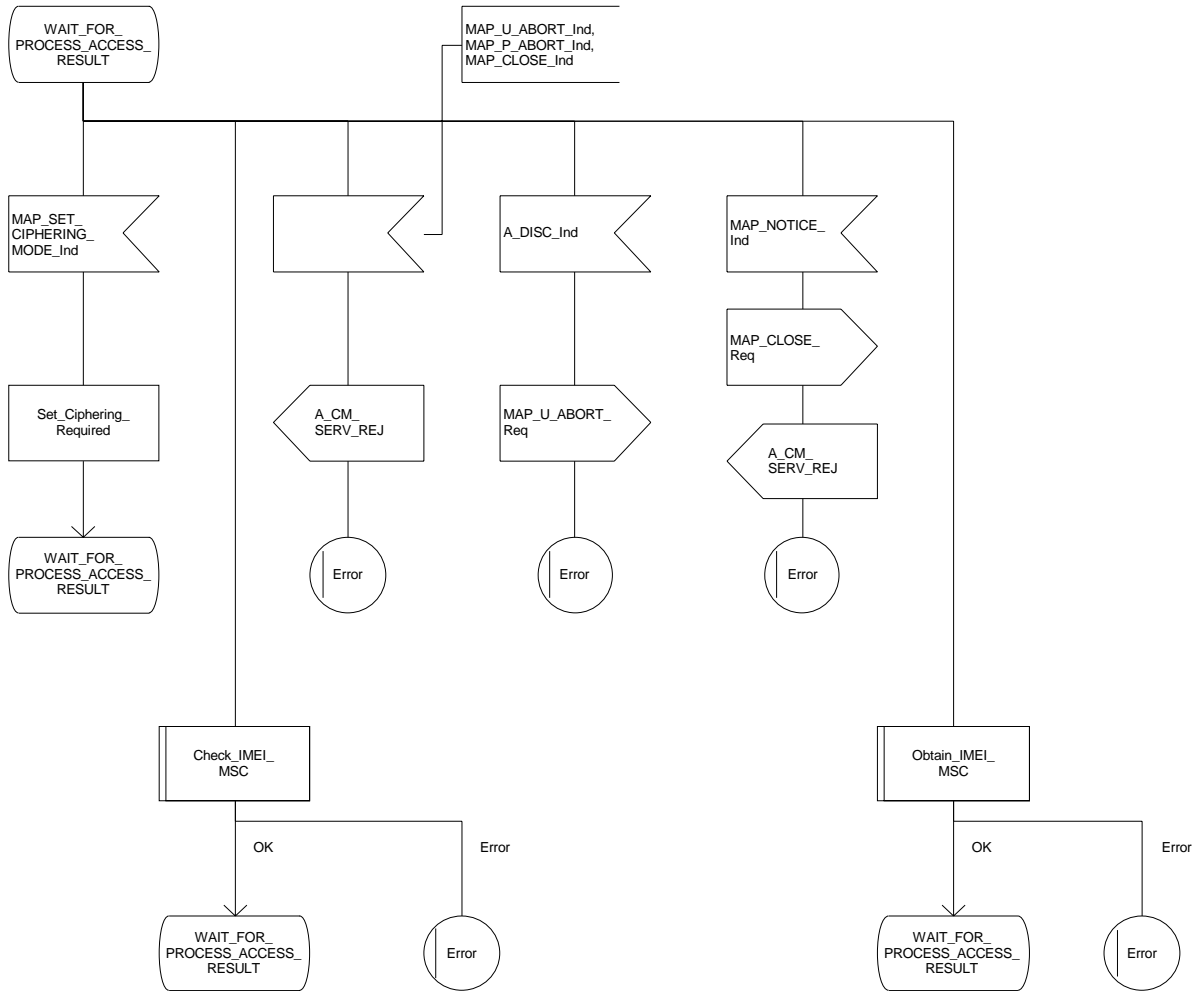 WAIT_FOR_
PROCESS_ACCESS_
RESULT
MAP_U_ABORT_Ind,
MAP_P_ABORT_Ind,
MAP_CLOSE_Ind
MAP_SET_
CIPHERING_
MODE_Ind
A_DISC_Ind
MAP_NOTICE_
Ind
MAP_CLOSE_
Req
Set_Ciphering_
Required
A_CM_
SERV_REJ
MAP_U_ABORT_
Req
A_CM_
SERV_REJ
WAIT_FOR_
PROCESS_ACCESS_
RESULT
Error
Error
Error
Check_IMEI_
MSC
Obtain_IMEI_
MSC
OK
Error
OK
Error
WAIT_FOR_
PROCESS_ACCESS_
RESULT
Error
WAIT_FOR_
PROCESS_ACCESS_
RESULT
Error